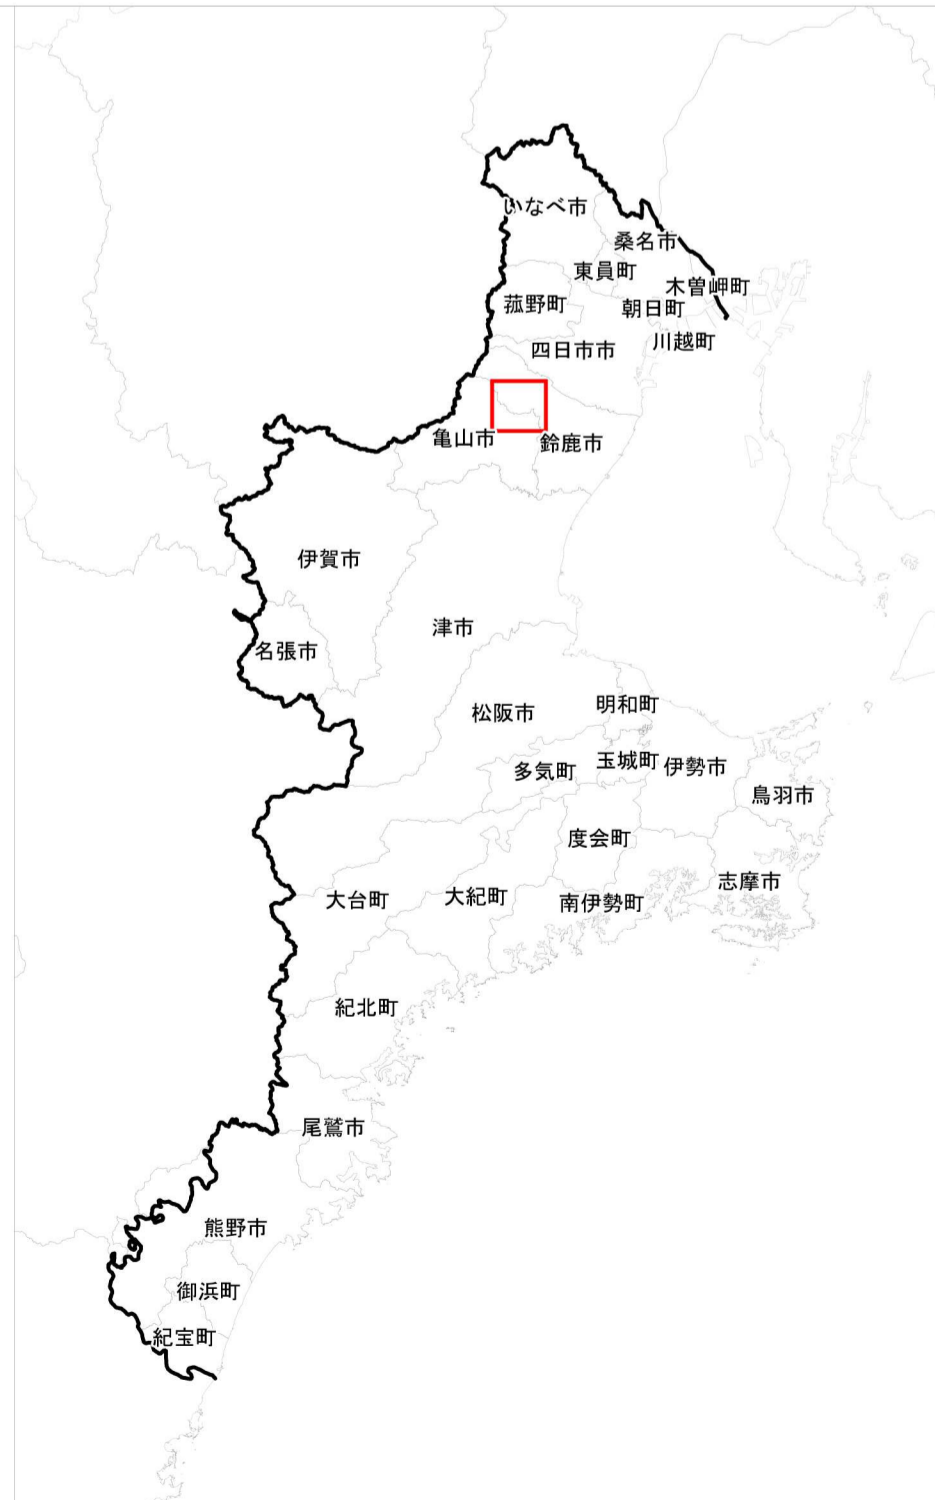 いなべ市
桑名市
東員町
木曽岬町
菰野町
朝日町
川越町
四日市市
亀山市
鈴鹿市
伊賀市
津市
名張市
松阪市
明和町
多気町
玉城町
伊勢市
鳥羽市
度会町
志摩市
大台町
大紀町
南伊勢町
紀北町
尾鷲市
熊野市
御浜町
紀宝町